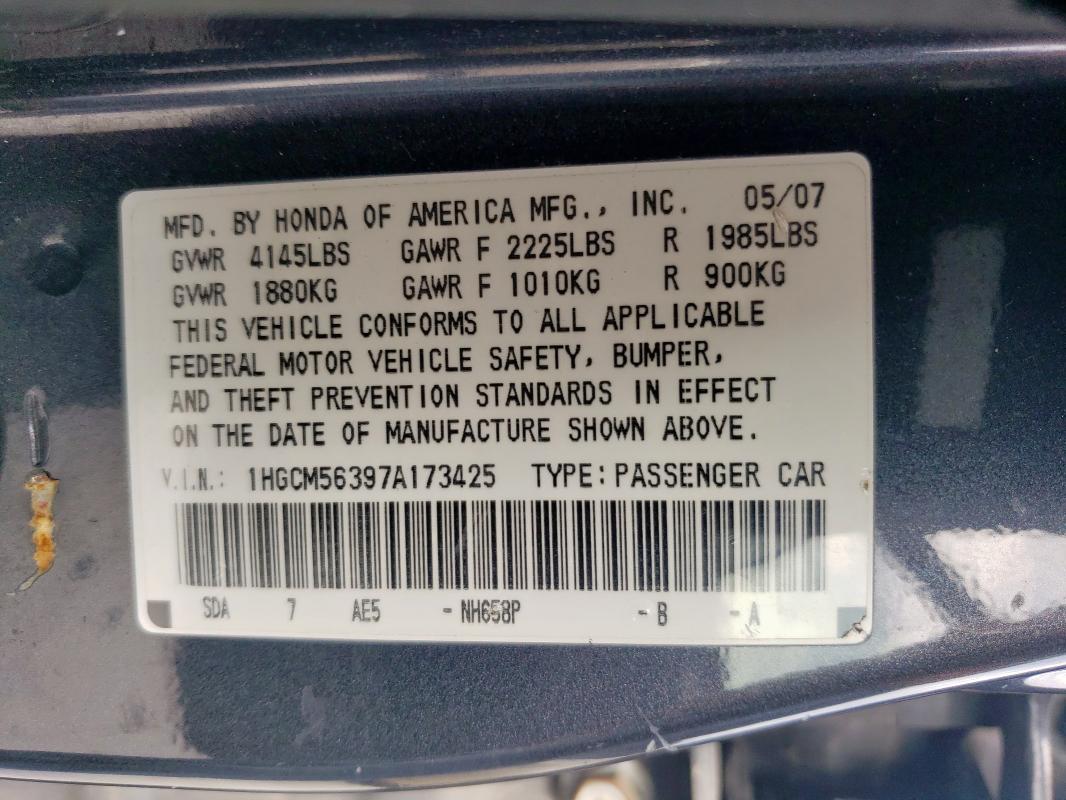 MFD. BY HONDA OF AMERICA MFG., INC. 05/07
GVWR 4145LBS GAWR F 2225LBS R 1985LBS
GVWR 1880KG GAWR F 1010KG R 900KG
THIS VEHICLE CONFORMS TO ALL APPLICABLE
FEDERAL MOTOR VEHICLE SAFETY, BUMPER,
AND THEFT PREVENTION STANDARDS IN EFFECT
ON THE DATE OF MANUFACTURE SHOWN ABOVE.
V.I.N.: 1HGCM56397A173425 TYPE: PASSENGER CAR
SDA 7 AE5 - NH658P - B - A